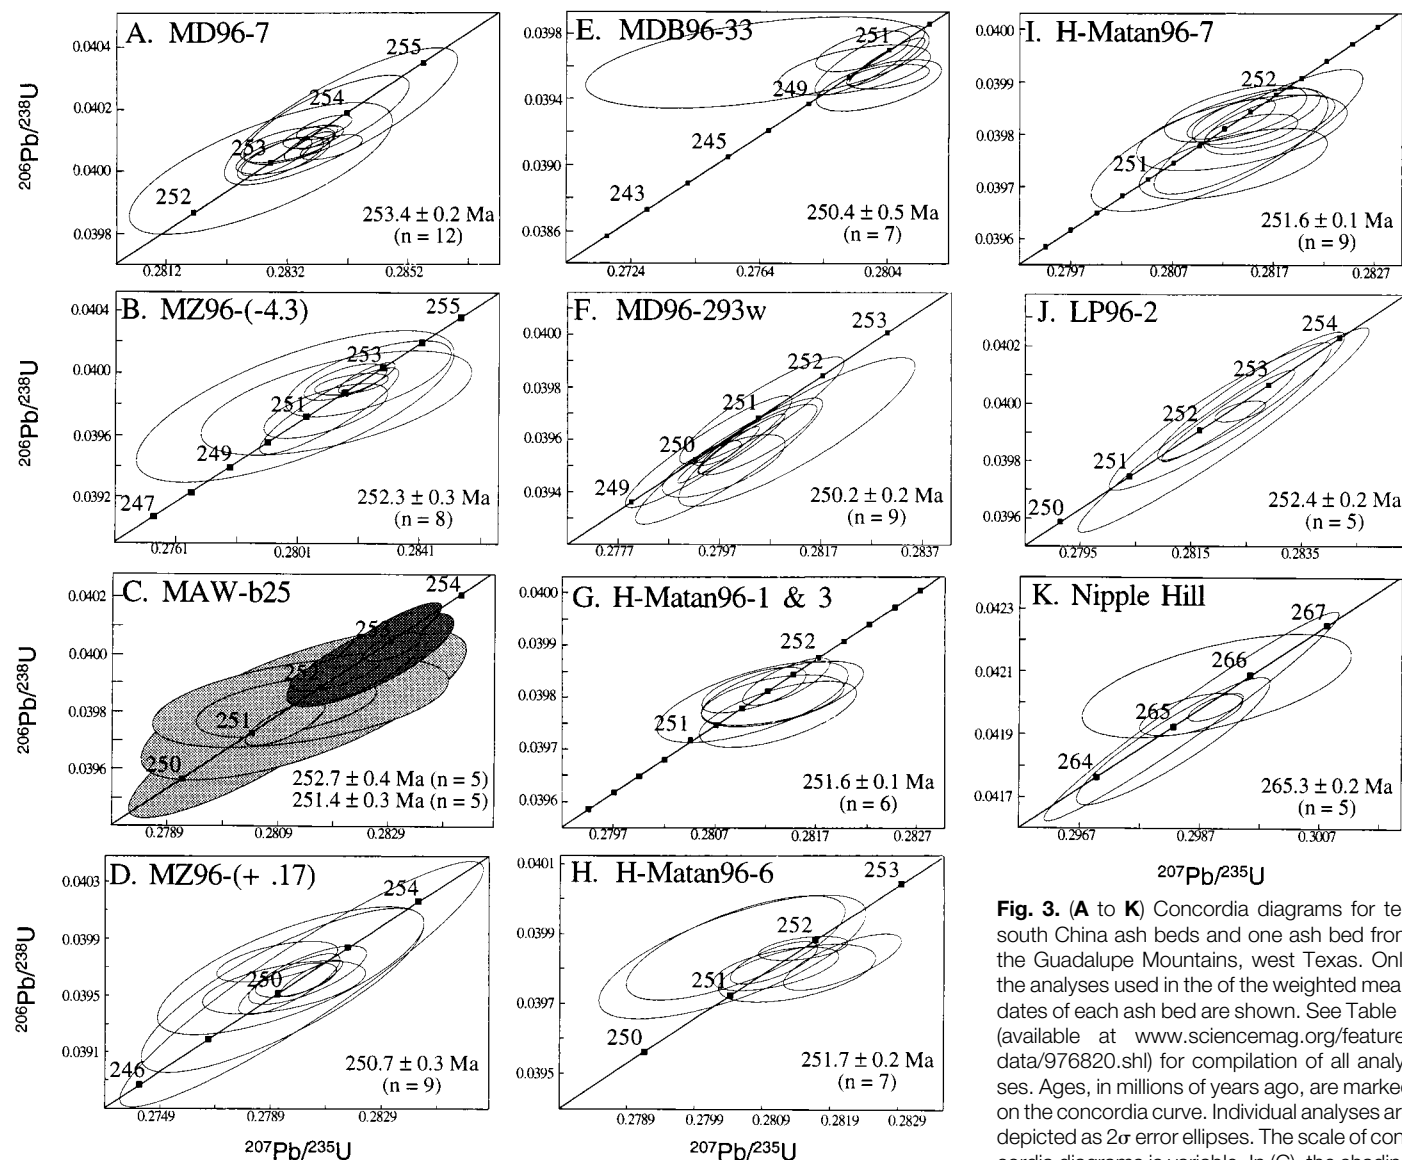 A. MD96-7
206Pb/238U
0.0404
0.0402
0.0400
0.0398
255
254
253
252
253.4 ± 0.2 Ma
(n = 12)
0.2812 0.2832 0.2852
B. MZ96-(-4.3)
206Pb/238U
0.0404
0.0400
0.0396
0.0392
255
253
251
249
247
252.3 ± 0.3 Ma
(n = 8)
0.2761 0.2801 0.2841
C. MAW-b25
206Pb/238U
0.0402
0.0400
0.0398
0.0396
254
253
252
251
250
252.7 ± 0.4 Ma (n = 5)
251.4 ± 0.3 Ma (n = 5)
0.2789 0.2809 0.2829
D. MZ96-(+ .17)
206Pb/238U
0.0403
0.0399
0.0395
0.0391
254
250
246
250.7 ± 0.3 Ma
(n = 9)
0.2749 0.2789 0.2829
207Pb/235U
E. MDB96-33
0.0398
0.0394
0.0390
0.0386
251
249
245
243
250.4 ± 0.5 Ma
(n = 7)
0.2724 0.2764 0.2804
F. MD96-293w
0.0400
0.0398
0.0396
0.0394
253
252
251
250
249
250.2 ± 0.2 Ma
(n = 9)
0.2777 0.2797 0.2817 0.2837
G. H-Matan96-1 & 3
0.0400
0.0399
0.0398
0.0397
0.0396
252
251
251.6 ± 0.1 Ma
(n = 6)
0.2797 0.2807 0.2817 0.2827
H. H-Matan96-6
0.0401
0.0399
0.0397
0.0395
253
252
251
250
251.7 ± 0.2 Ma
(n = 7)
0.2789 0.2799 0.2809 0.2819 0.2829
207Pb/235U
I. H-Matan96-7
0.0400
0.0399
0.0398
0.0397
0.0396
252
251
251.6 ± 0.1 Ma
(n = 9)
0.2797 0.2807 0.2817 0.2827
J. LP96-2
0.0402
0.0400
0.0398
0.0396
254
253
252
251
250
252.4 ± 0.2 Ma
(n = 5)
0.2795 0.2815 0.2835
K. Nipple Hill
0.0423
0.0421
0.0419
0.0417
267
266
265
264
265.3 ± 0.2 Ma
(n = 5)
0.2967 0.2987 0.3007
207Pb/235U
Fig. 3. (A to K) Concordia diagrams for te
south China ash beds and one ash bed fron
the Guadalupe Mountains, west Texas. Onl
the analyses used in the of the weighted mea
dates of each ash bed are shown. See Table
(available at www.sciencemag.org/feature
data/976820.shl) for compilation of all analy
ses. Ages, in millions of years ago, are marked
on the concordia curve. Individual analyses ar
depicted as 2σ error ellipses. The scale of con